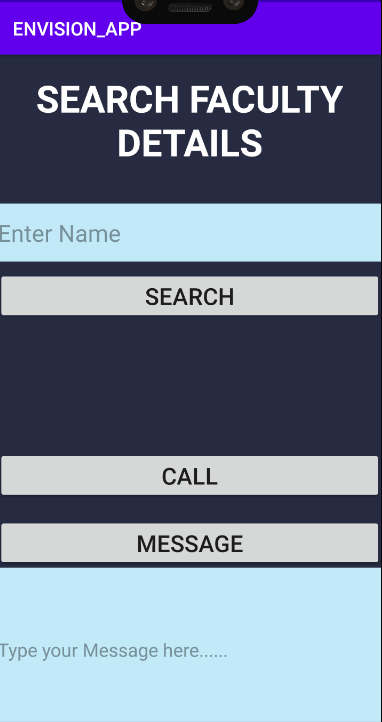 ENVISION_APP
SEARCH FACULTY
DETAILS
Enter Name
SEARCH
CALL
MESSAGE
Type your Message here......